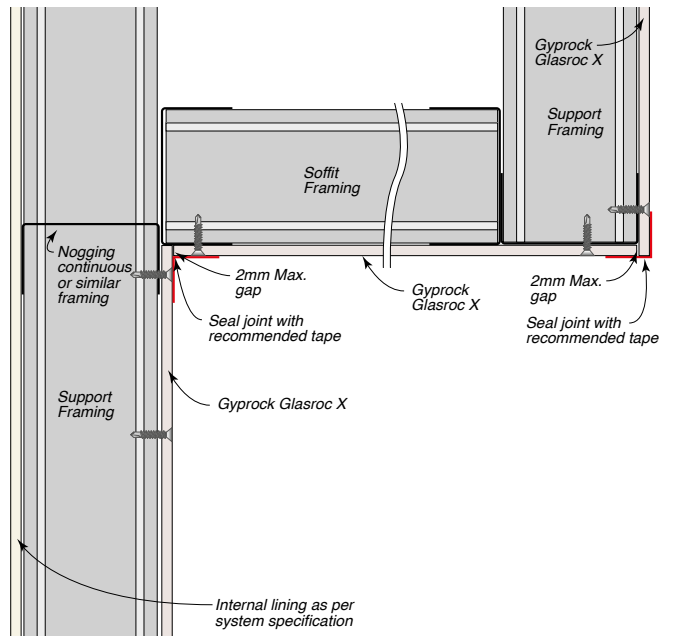 Gyprock
Glasroc X
Support
Framing
Soffit
Framing
Nogging
continuous
or similar
framing
2mm Max.
gap
Gyprock
Glasroc X
2mm Max.
gap
Seal joint with
recommended tape
Seal joint with
recommended tape
Support
Framing
Gyprock Glasroc X
Internal lining as per
system specification